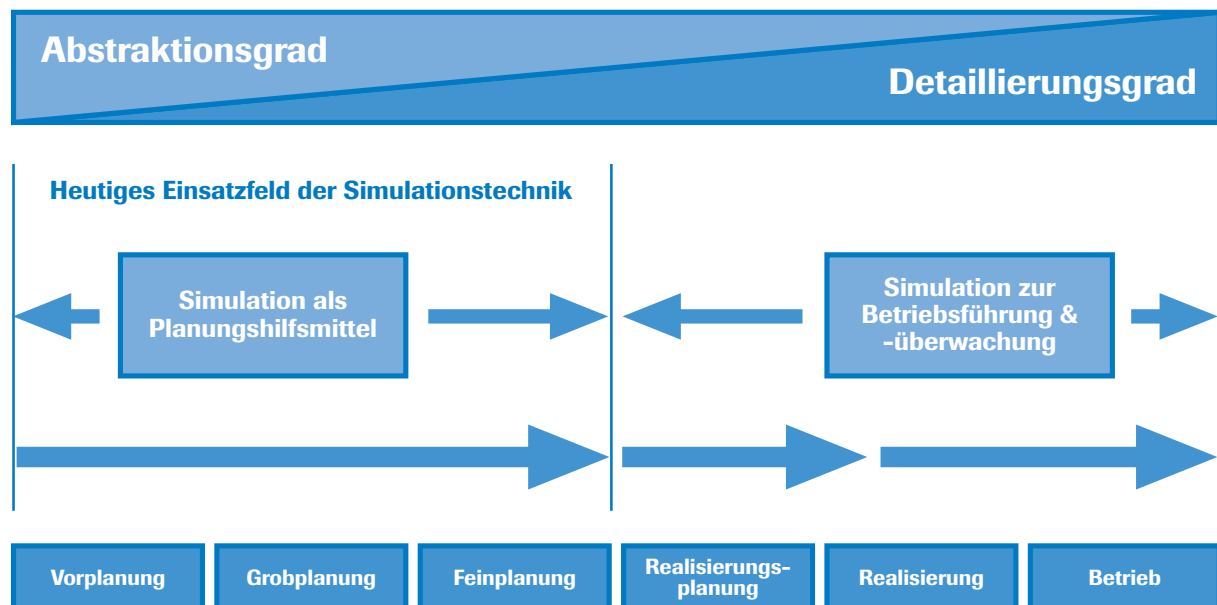 Abstraktionsgrad
Detaillierungsgrad
Heutiges Einsatzfeld der Simulationstechnik
Simulation als
Planungshilfsmittel
Simulation zur
Betriebsführung &
-überwachung
Vorplanung
Grobplanung
Feinplanung
Realisierungs-
planung
Realisierung
Betrieb